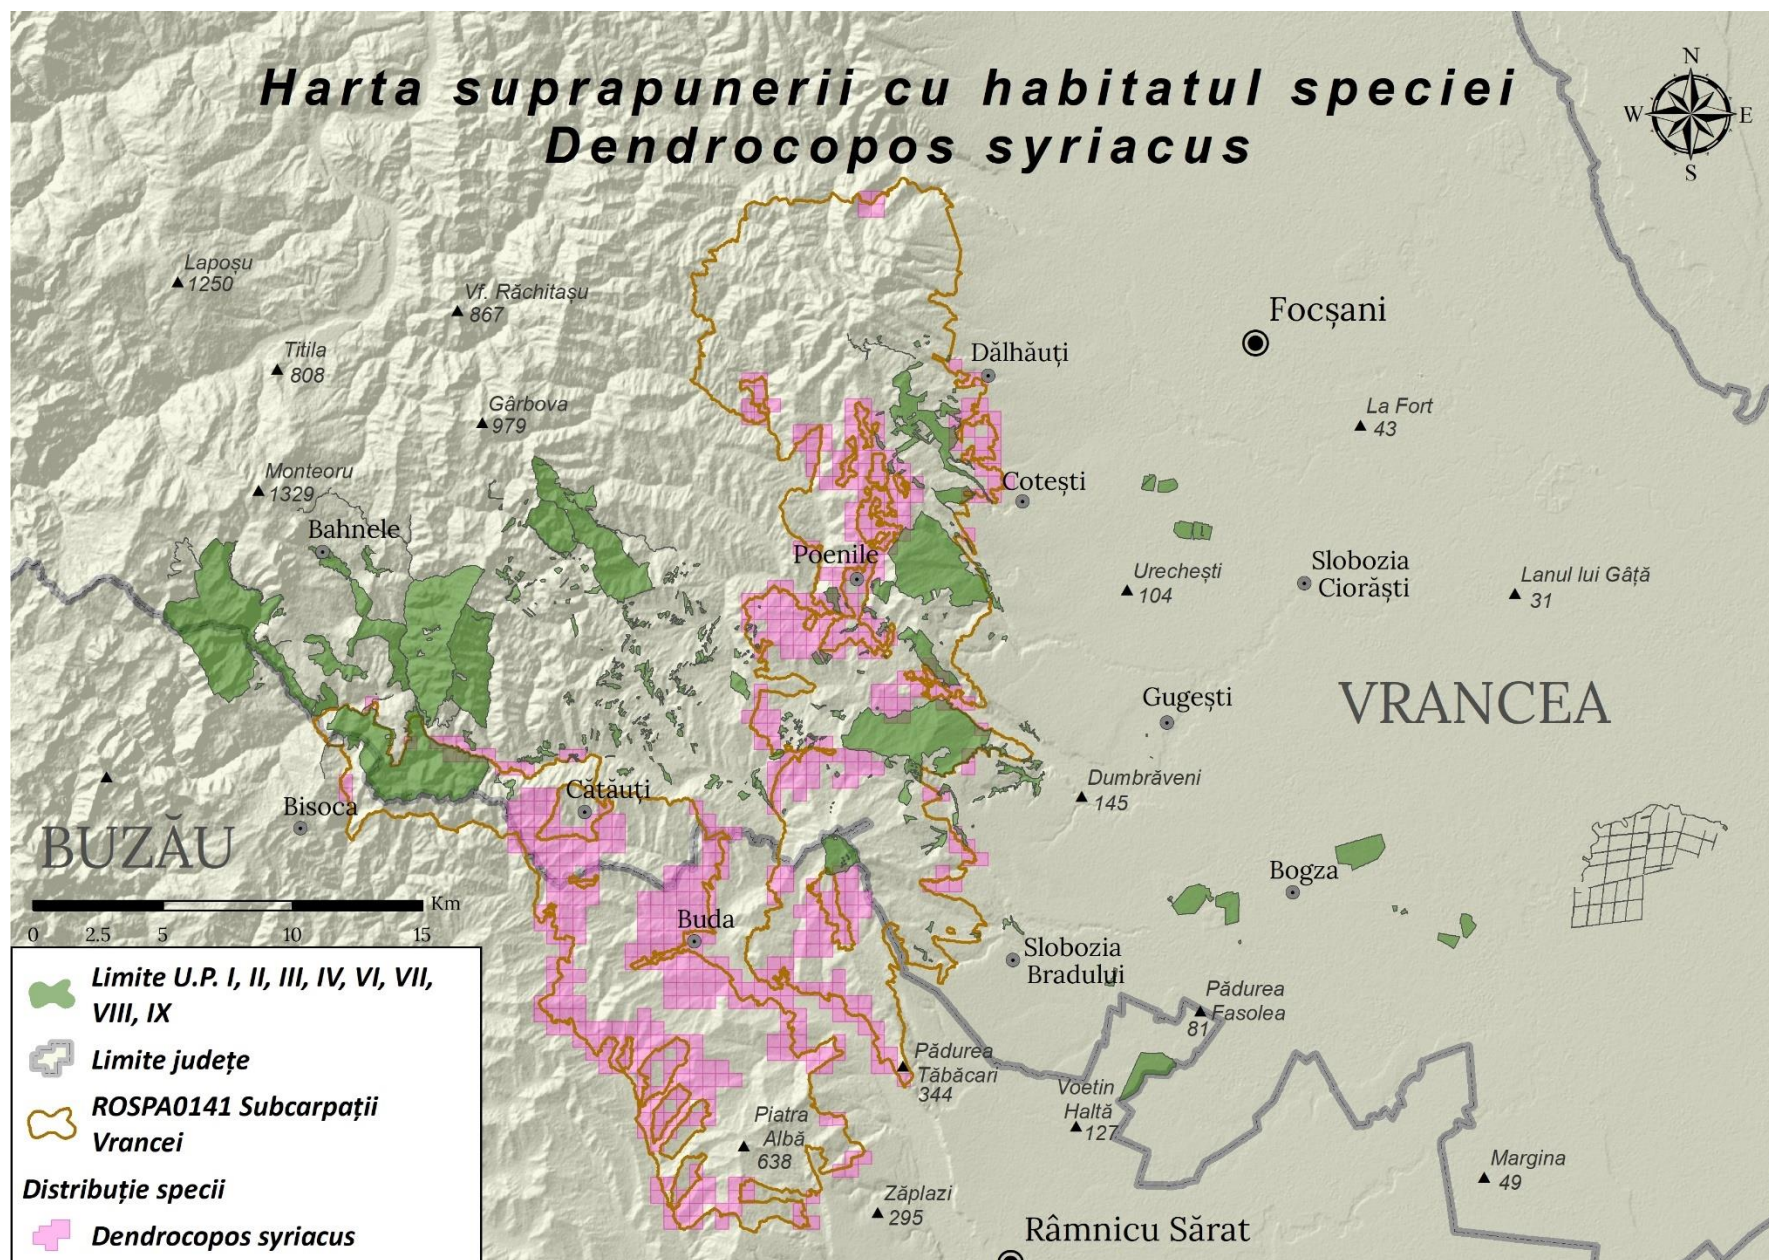 Harta suprapunerii cu habitatul speciei
Dendrocopos syriacus
N
W
E
S
Lapoșu
1250
Vf. Răchitașu
867
Focșani
Titila
808
Dălhăuți
Gârbova
979
La Fort
43
Monteoru
1329
Cotești
Bahnele
Poenile
Urechești
104
Slobozia
Ciorăști
Lanul lui Gâță
31
Gugești
VRANCEA
Dumbrăveni
145
Cătăuți
Bisoca
BUZĂU
Bogza
Km
0 2.5 5 10 15
Buda
Slobozia
Bradului
Pădurea
Fasolea
81
Pădurea
Tăbăcari
344
Voetin
Haltă
127
Piatra
Albă
638
Margina
49
Zăplazi
295
Râmnicu Sărat
Limite U.P. I, II, III, IV, VI, VII,
VIII, IX
Limite județe
ROSPA0141 Subcarpații
Vrancei
Distribuție specii
Dendrocopos syriacus